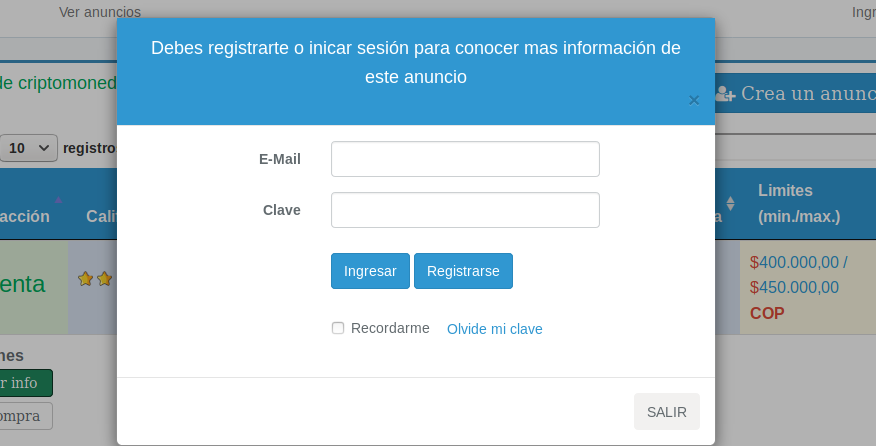 Ver anuncios
Debes registrarte o inicar sesión para conocer mas información de
este anuncio
×
de criptomoned
Crea un anunc
10 registro
E-Mail
Clave
acción
Limites
(min./max.)
$400.000,00 /
$450.000,00
COP
enta
Ingresar Registrarse
Recordarme Olvide mi clave
nes
r info
ompra
SALIR